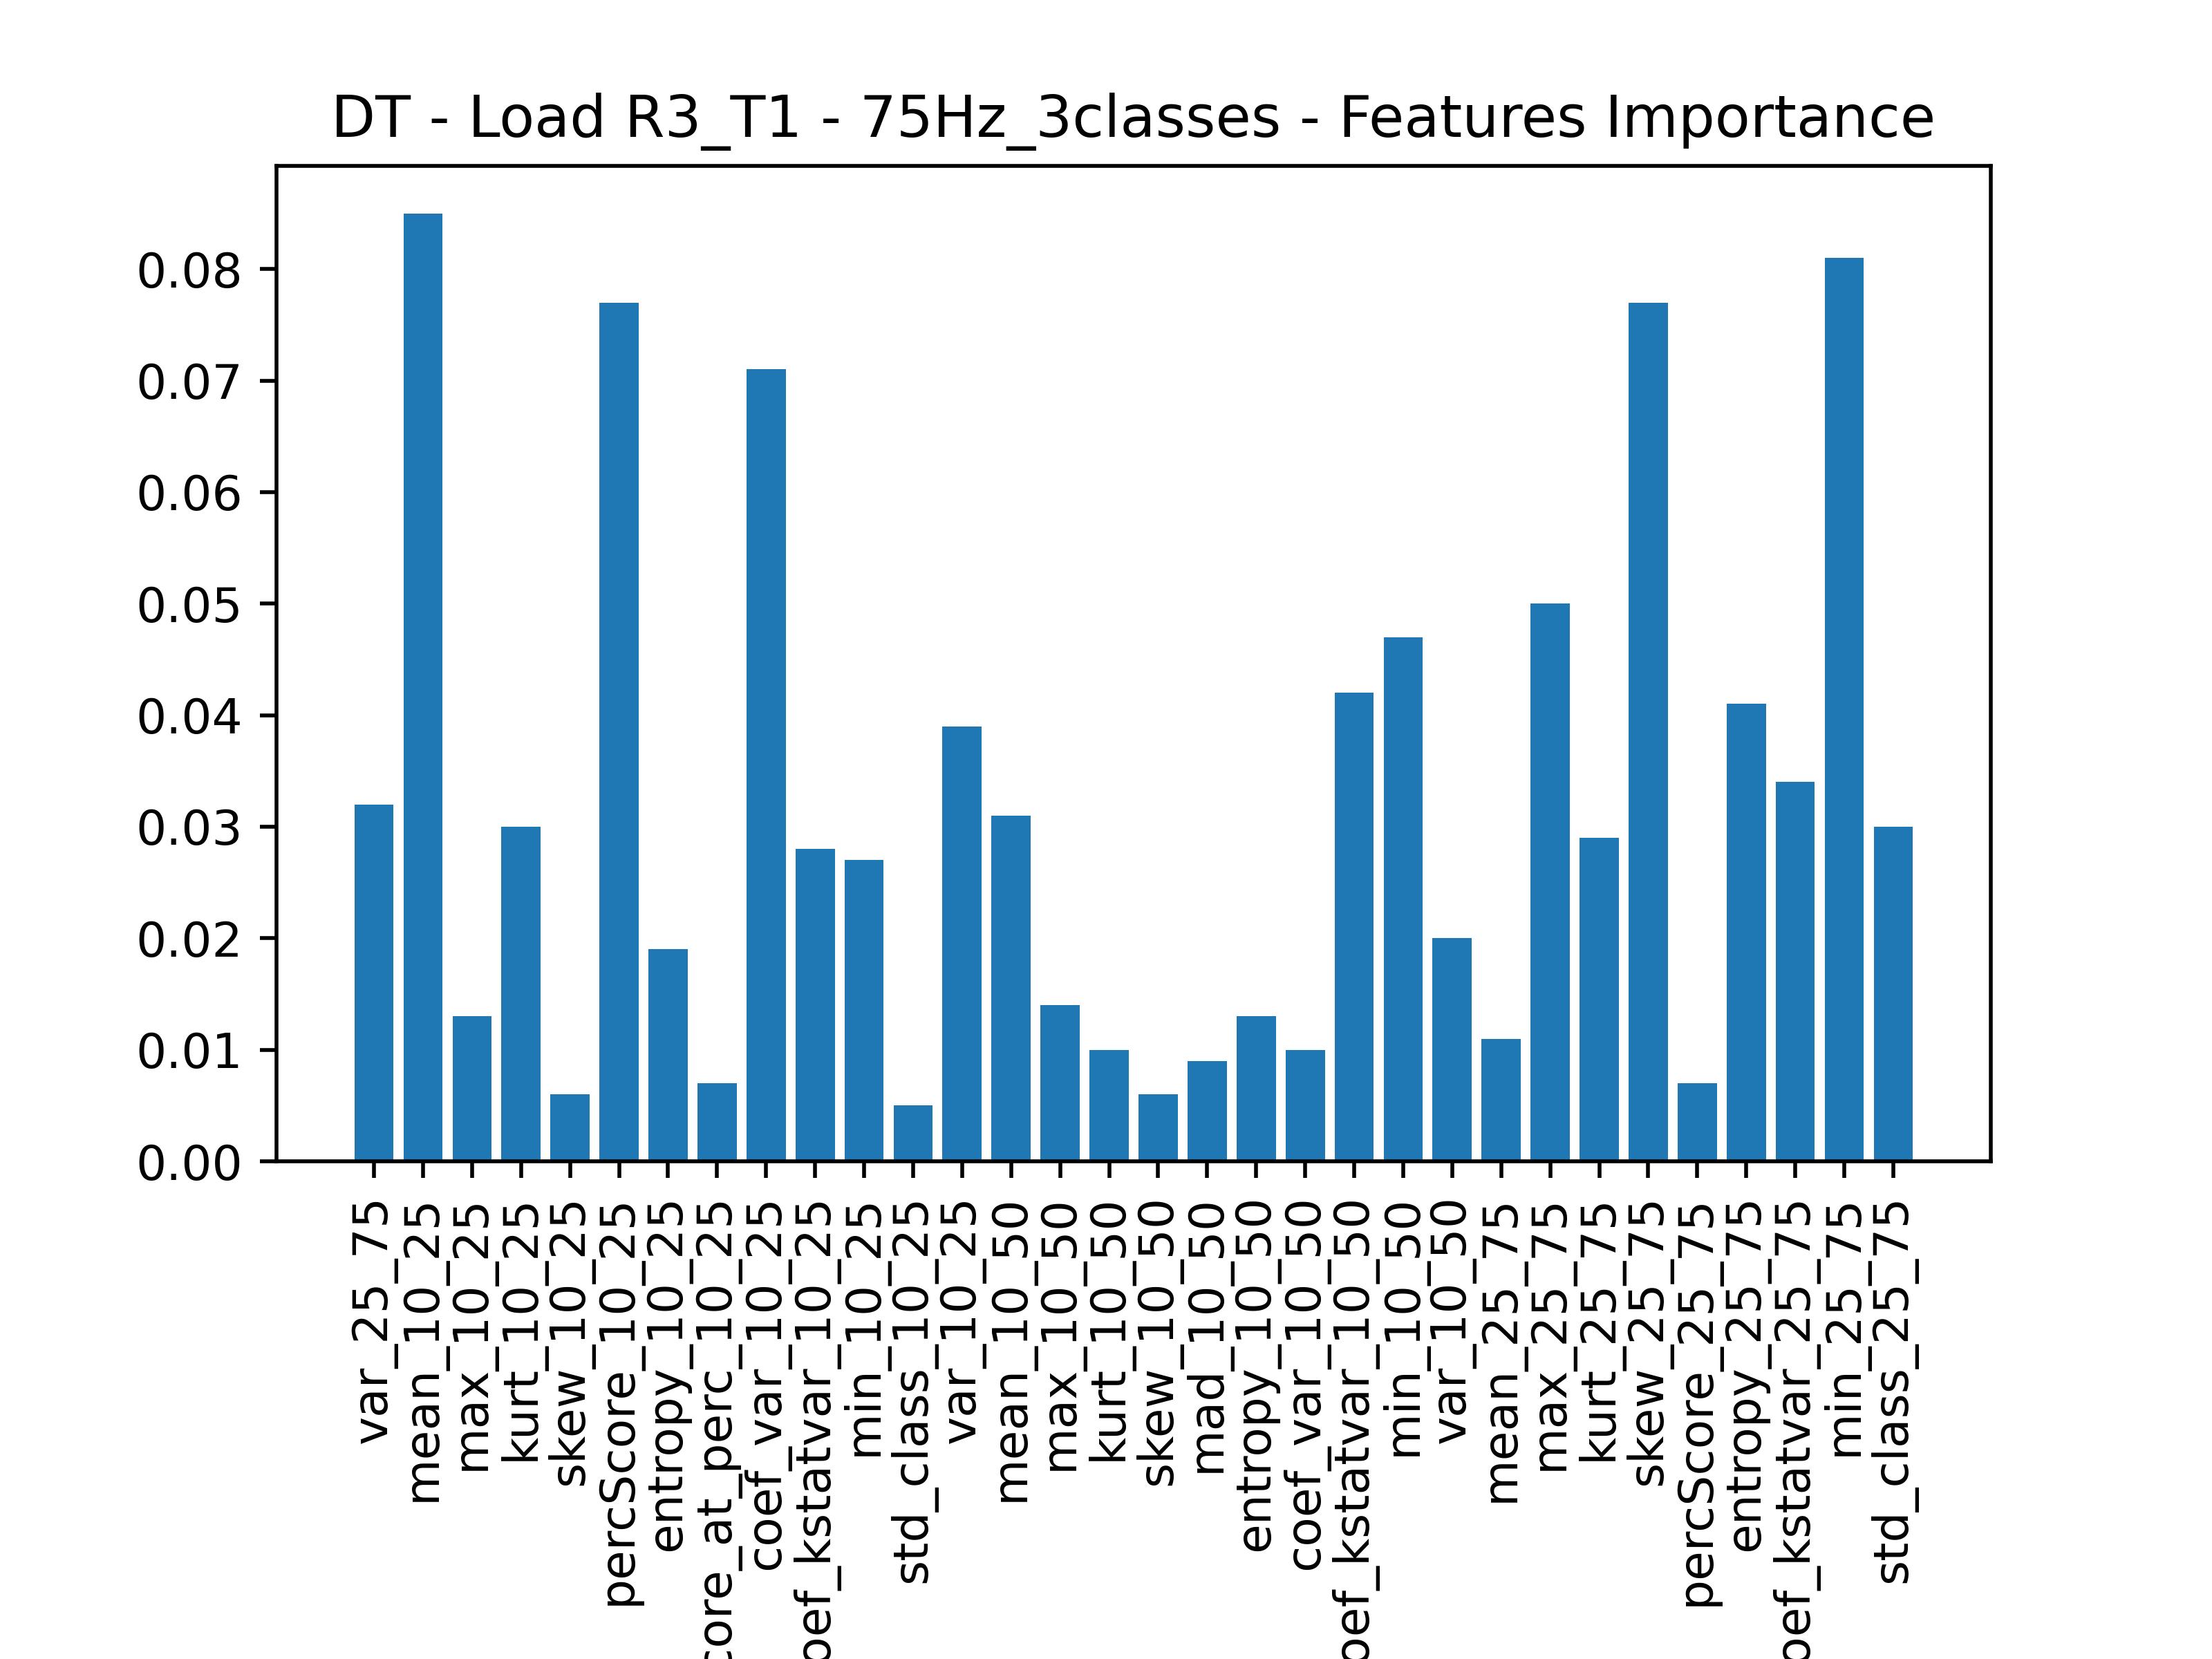 DT - Load R3_T1 - 75Hz_3classes - Features Importance
0.08
0.07
0.06
0.05
0.04
0.03
0.02
0.01
0.00
var_25_75
mean_10_25
max_10_25
kurt_10_25
skew_10_25
percScore_10_25
entropy_10_25
core_at_perc_10_25
coef_var_10_25
oef_kstatvar_10_25
min_10_25
std_class_10_25
var_10_25
mean_10_50
max_10_50
kurt_10_50
skew_10_50
mad_10_50
entropy_10_50
coef_var_10_50
oef_kstatvar_10_50
min_10_50
var_10_50
mean_25_75
max_25_75
kurt_25_75
skew_25_75
percScore_25_75
entropy_25_75
oef_kstatvar_25_75
min_25_75
std_class_25_75